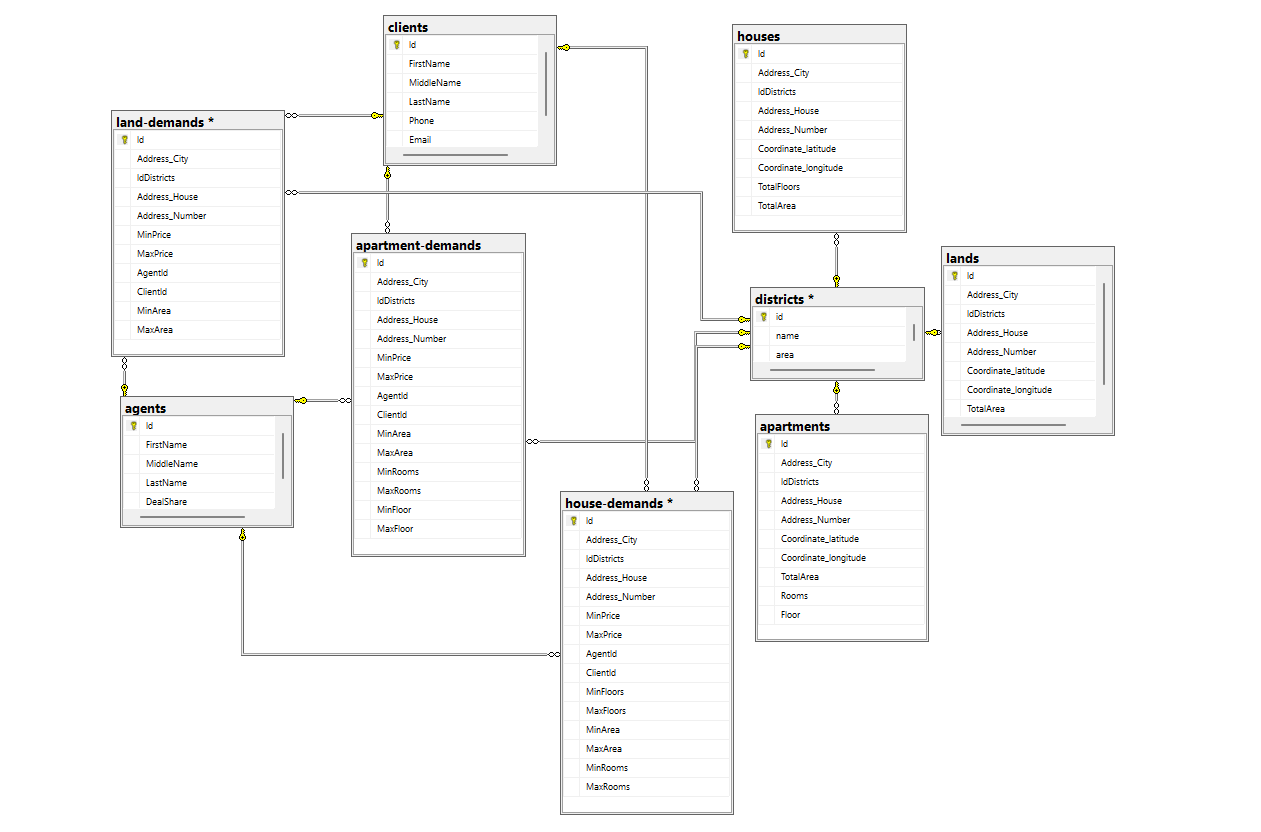 clients
Id
FirstName
MiddleName
LastName
Phone
Email
houses
Id
Address_City
IdDistricts
Address_House
Address_Number
Coordinate_latitude
Coordinate_longitude
TotalFloors
TotalArea
land-demands *
Id
Address_City
IdDistricts
Address_House
Address_Number
MinPrice
MaxPrice
AgentId
ClientId
MinArea
MaxArea
apartment-demands
Id
Address_City
IdDistricts
Address_House
Address_Number
MinPrice
MaxPrice
AgentId
ClientId
MinArea
MaxArea
MinRooms
MaxRooms
MinFloor
MaxFloor
lands
Id
Address_City
IdDistricts
Address_House
Address_Number
Coordinate_latitude
Coordinate_longitude
TotalArea
districts *
id
name
area
agents
Id
FirstName
MiddleName
LastName
DealShare
apartments
Id
Address_City
IdDistricts
Address_House
Address_Number
Coordinate_latitude
Coordinate_longitude
TotalArea
Rooms
Floor
house-demands *
Id
Address_City
IdDistricts
Address_House
Address_Number
MinPrice
MaxPrice
AgentId
ClientId
MinFloors
MaxFloors
MinArea
MaxArea
MinRooms
MaxRooms